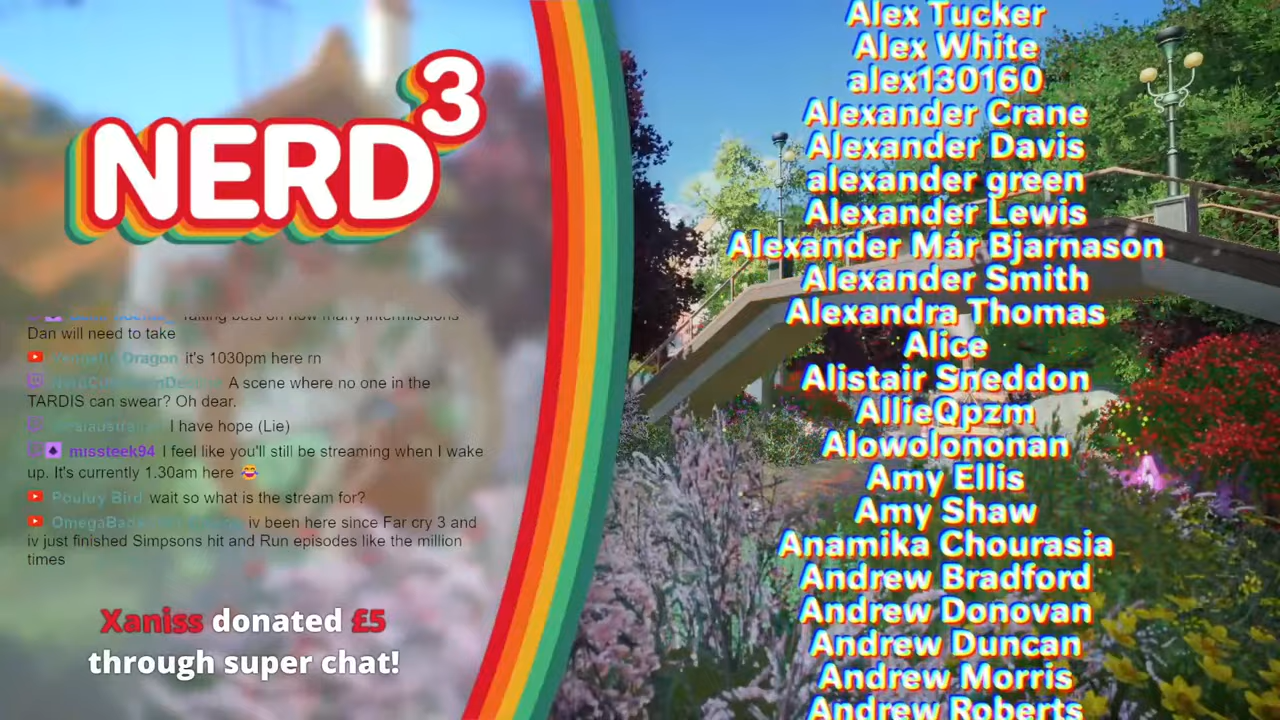 NERD³
Dan will need to take
Dragon it's 1030pm here rn
A scene where no one in the
TARDIS can swear? Oh dear.
I have hope (Lie)
missteek94 I feel like you'll still be streaming when I wake
up. It's currently 1.30am here 😂
Poultry Bird wait so what is the stream for?
iv been here since Far cry 3 and
iv just finished Simpsons hit and Run episodes like the million
times
Xaniss donated £5
through super chat!
Alex Tucker
Alex White
alex130160
Alexander Crane
Alexander Davis
alexander green
Alexander Lewis
Alexander Már Bjarnason
Alexander Smith
Alexandra Thomas
Alice
Alistair Sneddon
AllieQpzm
Alowolononan
Amy Ellis
Amy Shaw
Anamika Chourasia
Andrew Bradford
Andrew Donovan
Andrew Duncan
Andrew Morris
Andrew Roberts